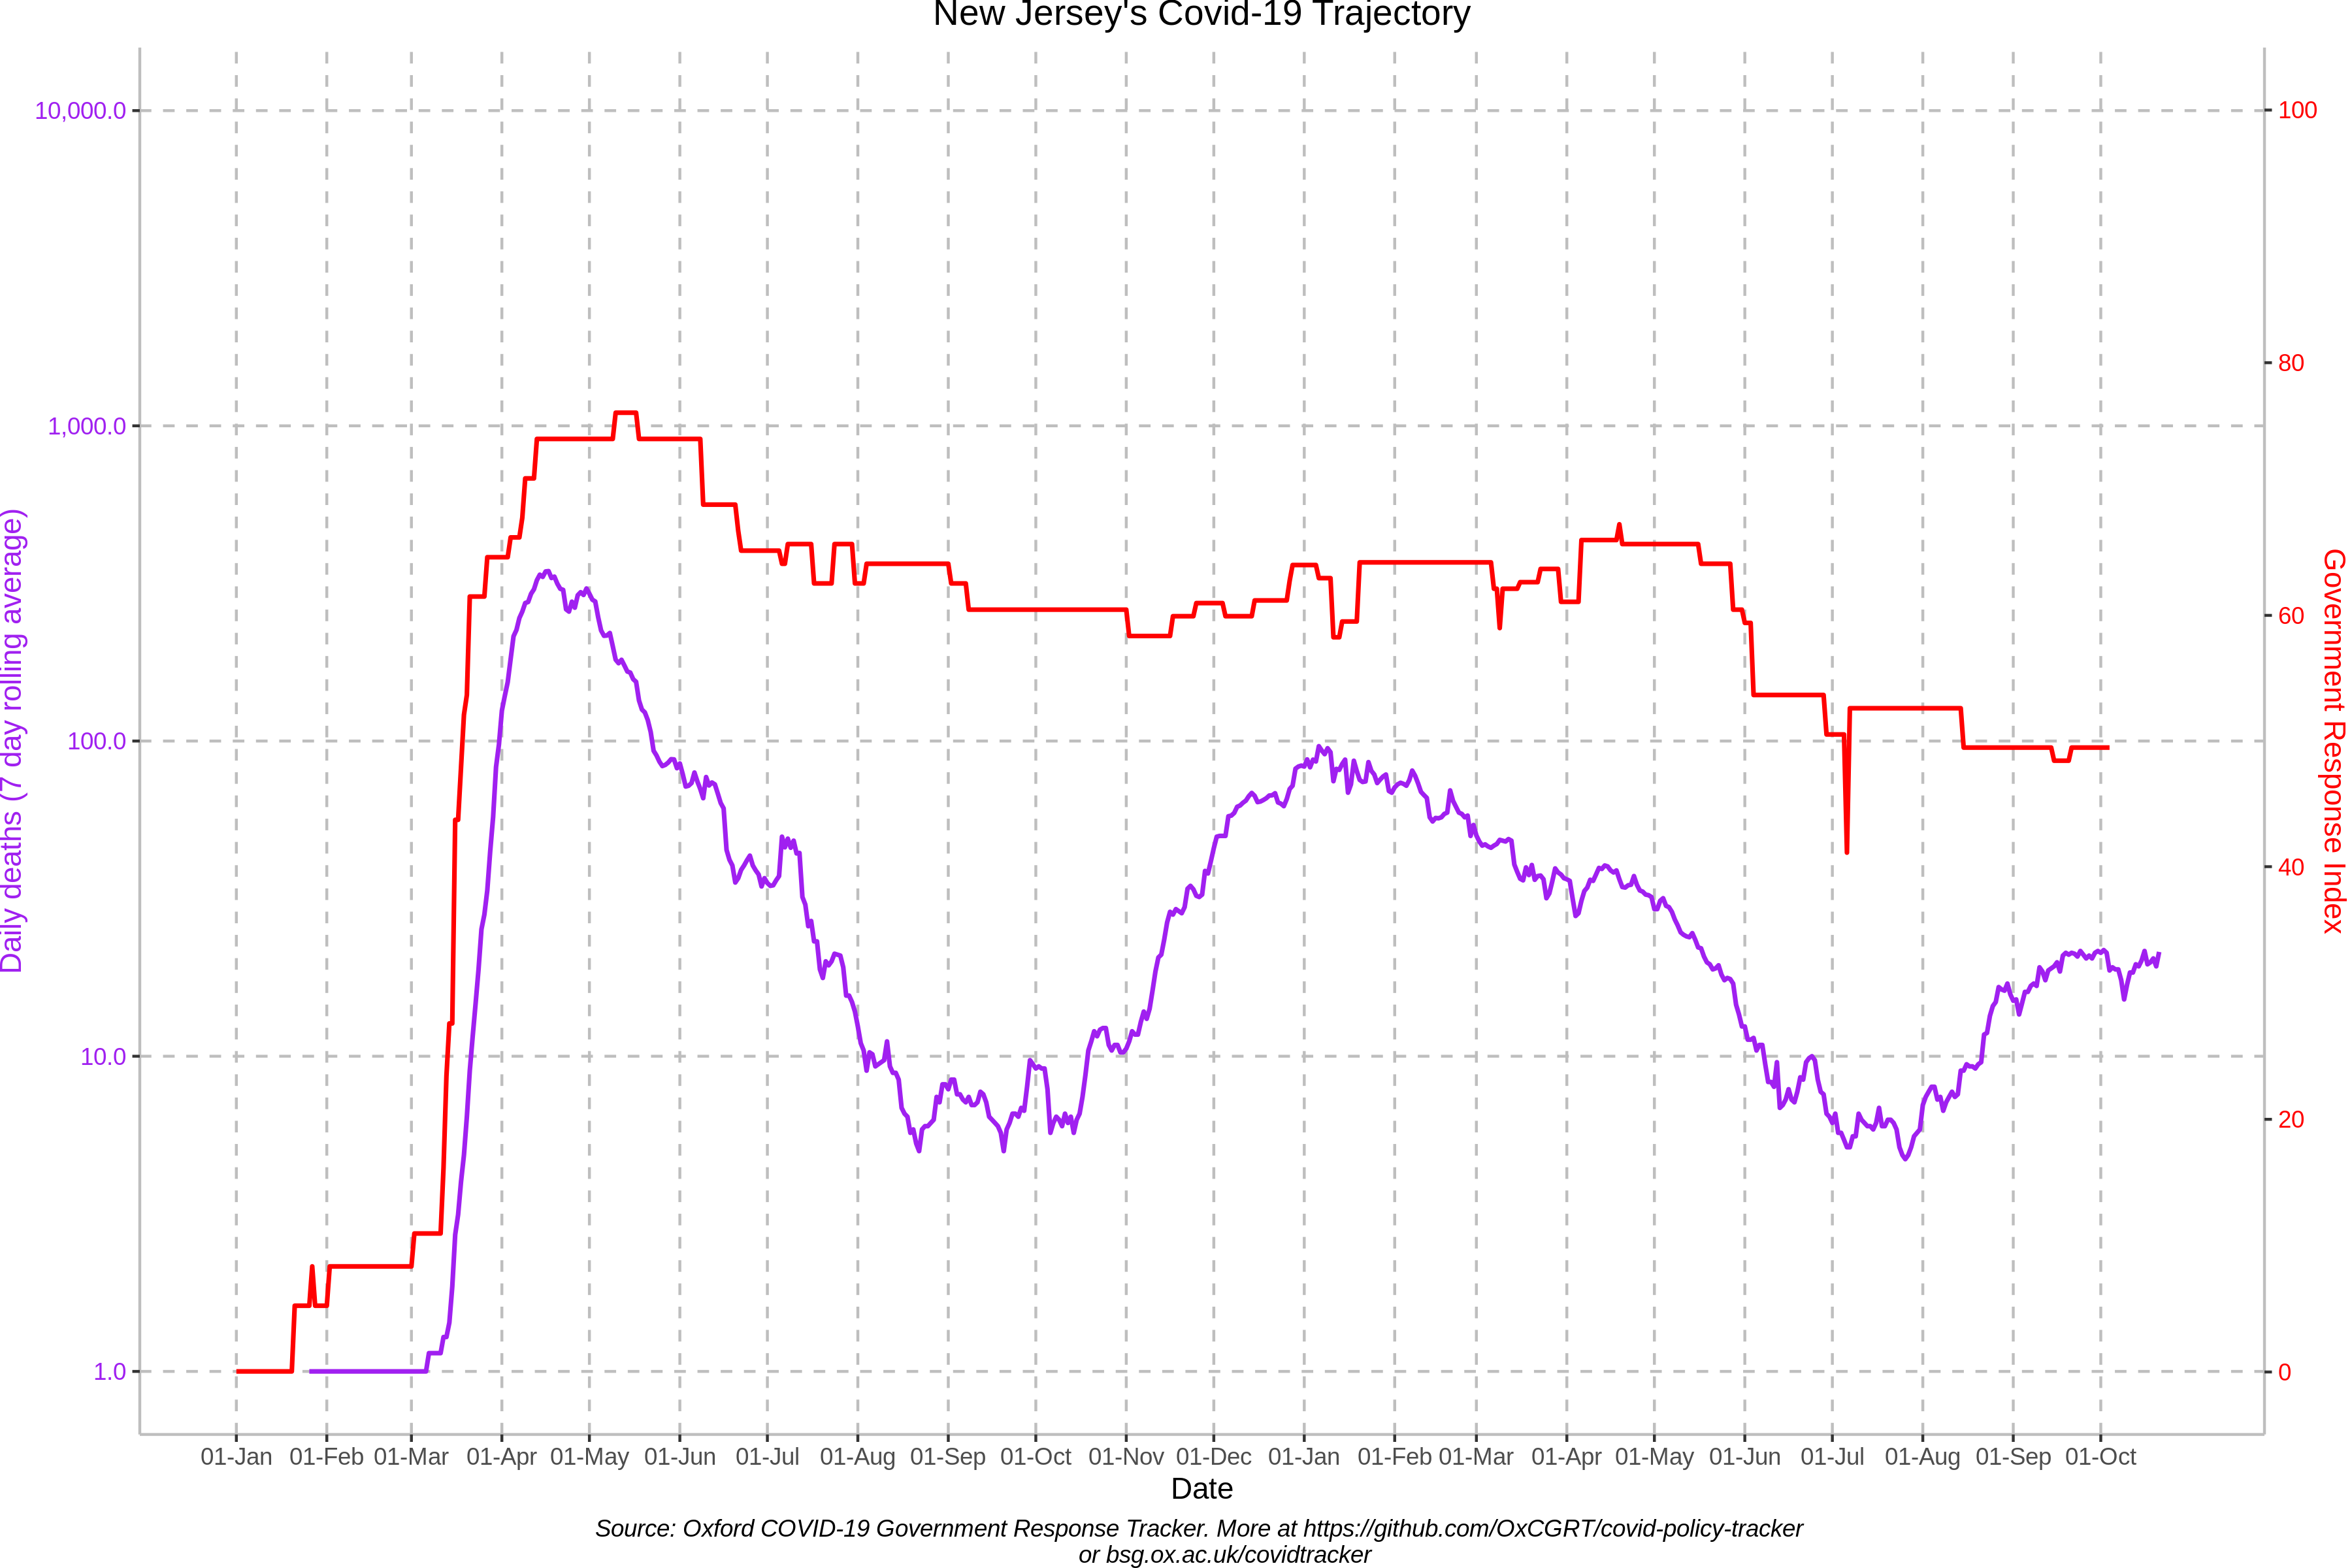 New Jersey's Covid-19 Trajectory
10,000.0
1,000.0
100.0
10.0
1.0
Daily deaths (7 day rolling average)
100
80
60
40
20
0
Government Response Index
01-Jan 01-Feb 01-Mar 01-Apr 01-May 01-Jun 01-Jul 01-Aug 01-Sep 01-Oct 01-Nov 01-Dec 01-Jan 01-Feb 01-Mar 01-Apr 01-May 01-Jun 01-Jul 01-Aug 01-Sep 01-Oct
Date
Source: Oxford COVID-19 Government Response Tracker. More at https://github.com/OxCGRT/covid-policy-tracker
or bsg.ox.ac.uk/covidtracker